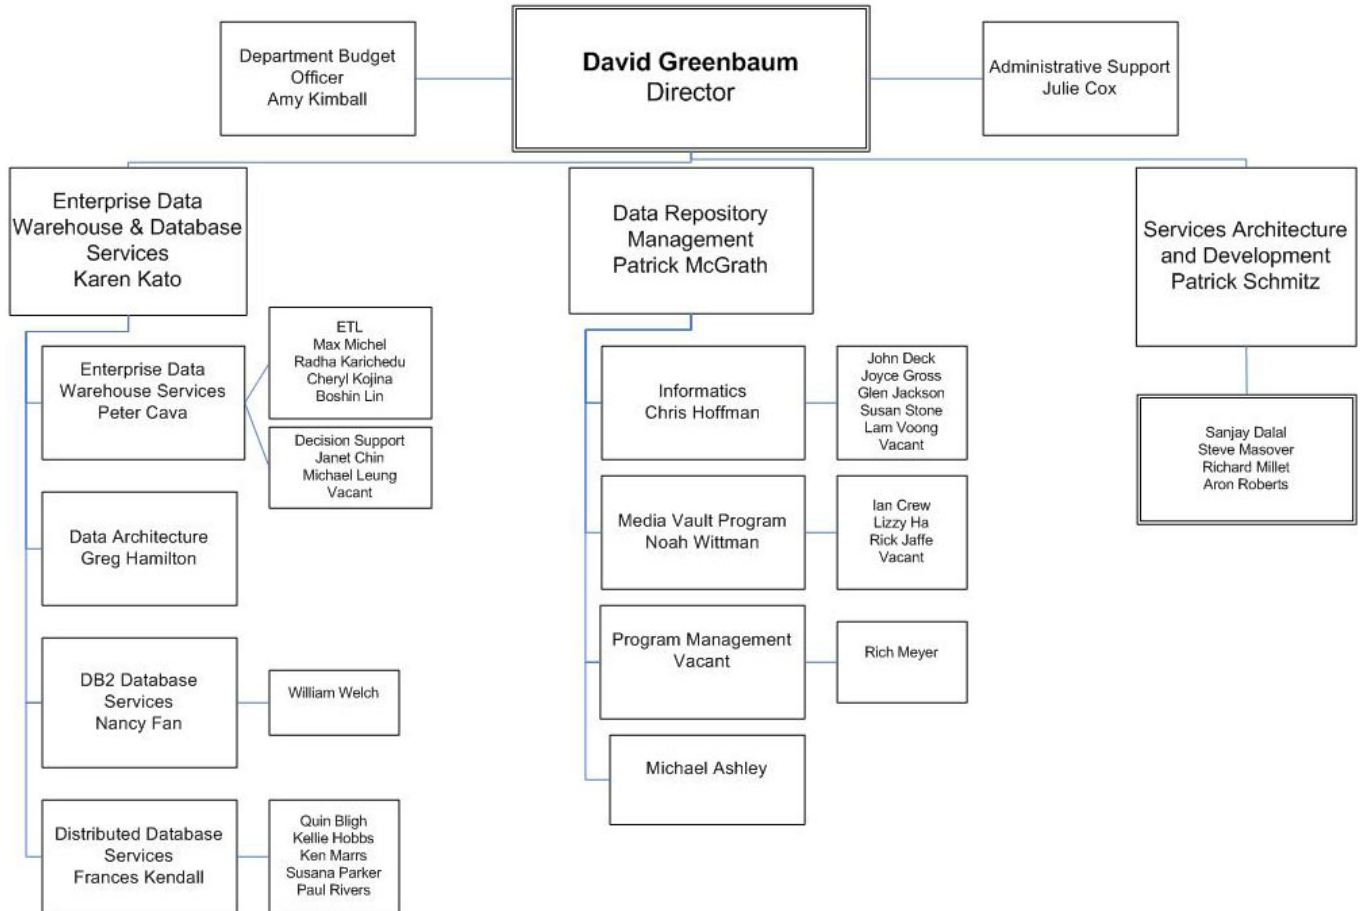 Department Budget
Officer
Amy Kimball
David Greenbaum
Director
Administrative Support
Julie Cox
Enterprise Data
Warehouse & Database
Services
Karen Kato
Data Repository
Management
Patrick McGrath
Services Architecture
and Development
Patrick Schmitz
Enterprise Data
Warehouse Services
Peter Cava
ETL
Max Michel
Radha Karichedu
Cheryl Kojina
Boshin Lin
Decision Support
Janet Chin
Michael Leung
Vacant
Data Architecture
Greg Hamilton
DB2 Database
Services
Nancy Fan
William Welch
Distributed Database
Services
Frances Kendall
Quin Bligh
Kellie Hobbs
Ken Marrs
Susana Parker
Paul Rivers
Informatics
Chris Hoffman
John Deck
Joyce Gross
Glen Jackson
Susan Stone
Lam Voong
Vacant
Media Vault Program
Noah Wittman
Ian Crew
Lizzy Ha
Rick Jaffe
Vacant
Program Management
Vacant
Rich Meyer
Michael Ashley
Sanjay Dalal
Steve Masover
Richard Millet
Aron Roberts